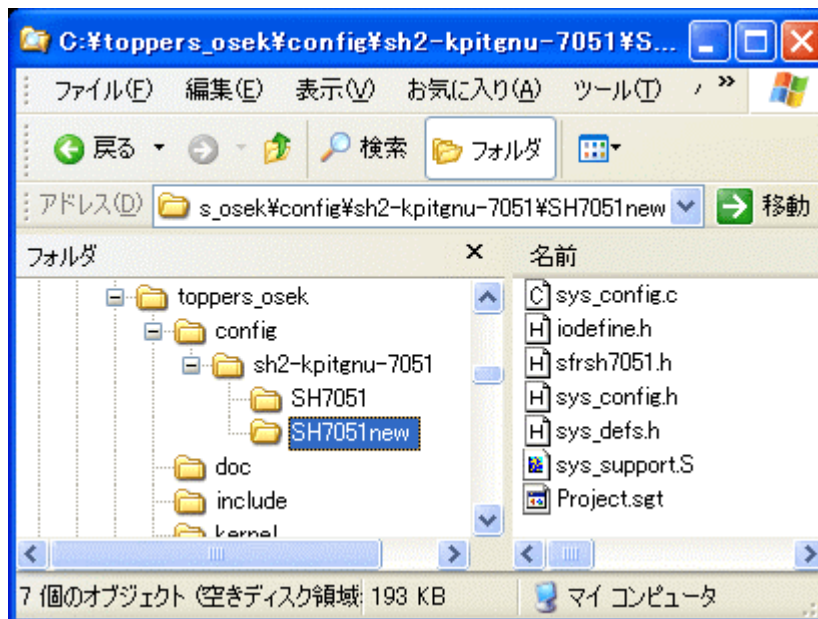 C:¥toppers_osek¥config¥sh2-kpitgnu-7051¥S...
ファイル(F) 編集(E) 表示(V) お気に入り(A) ツール(T) »
戻る 検索 フォルダ
アドレス(D) s_osek¥config¥sh2-kpitgnu-7051¥SH7051new 移動
フォルダ × 名前
toppers_osek
config
sh2-kpitgnu-7051
SH7051
SH7051new
doc
include
kernel
sys_config.c
iodefine.h
sfrsh7051.h
sys_config.h
sys_defs.h
sys_support.S
Project.sgt
7 個のオブジェクト (空きディスク領域: 193 KB マイ コンピュータ